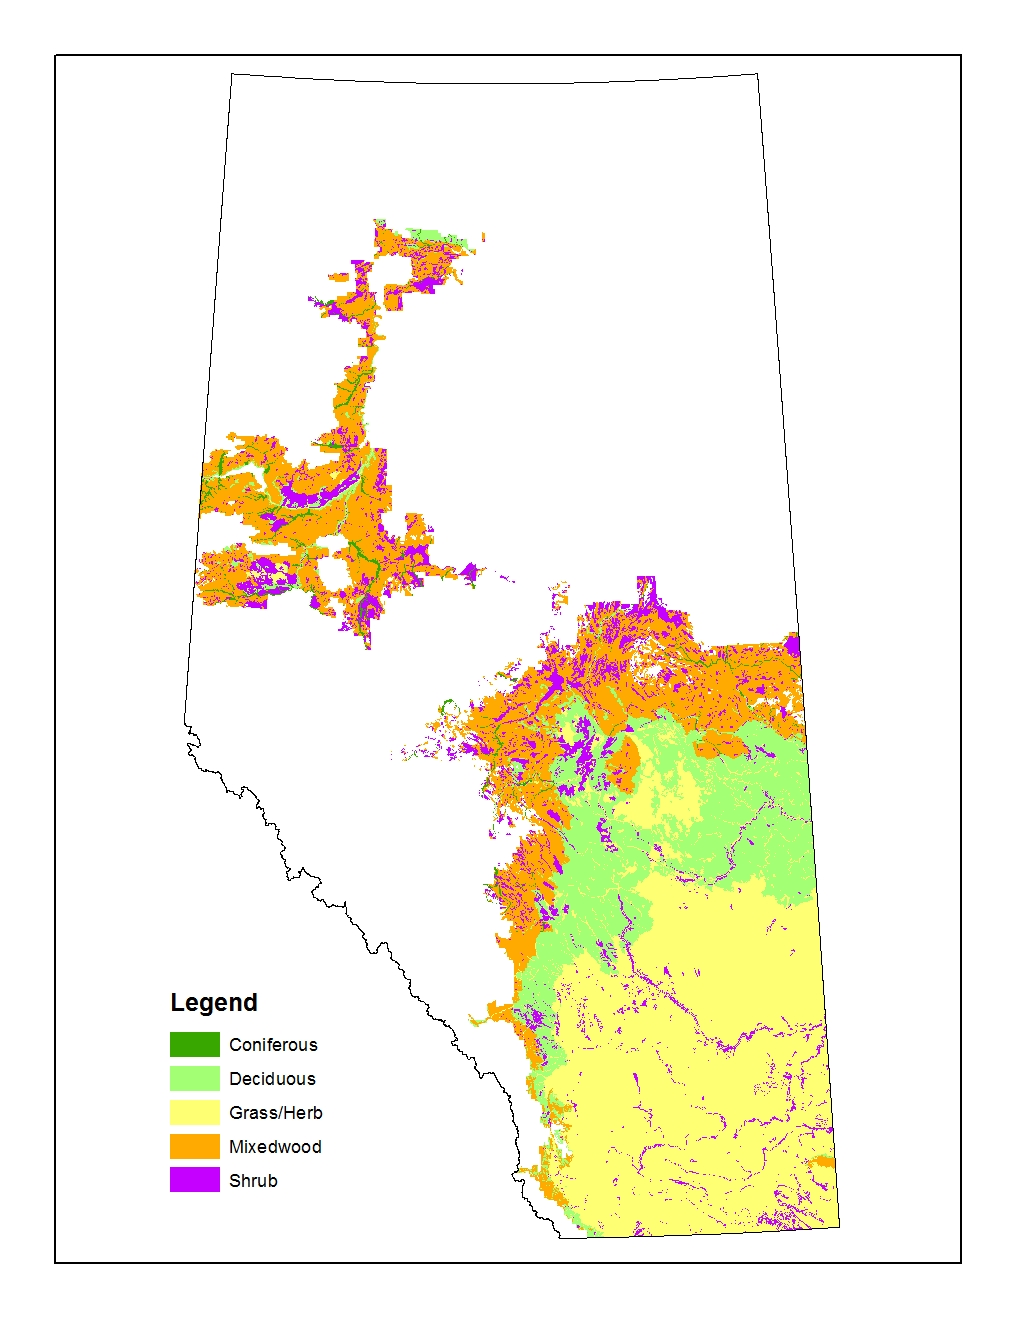 Legend
Coniferous
Deciduous
Grass/Herb
Mixedwood
Shrub